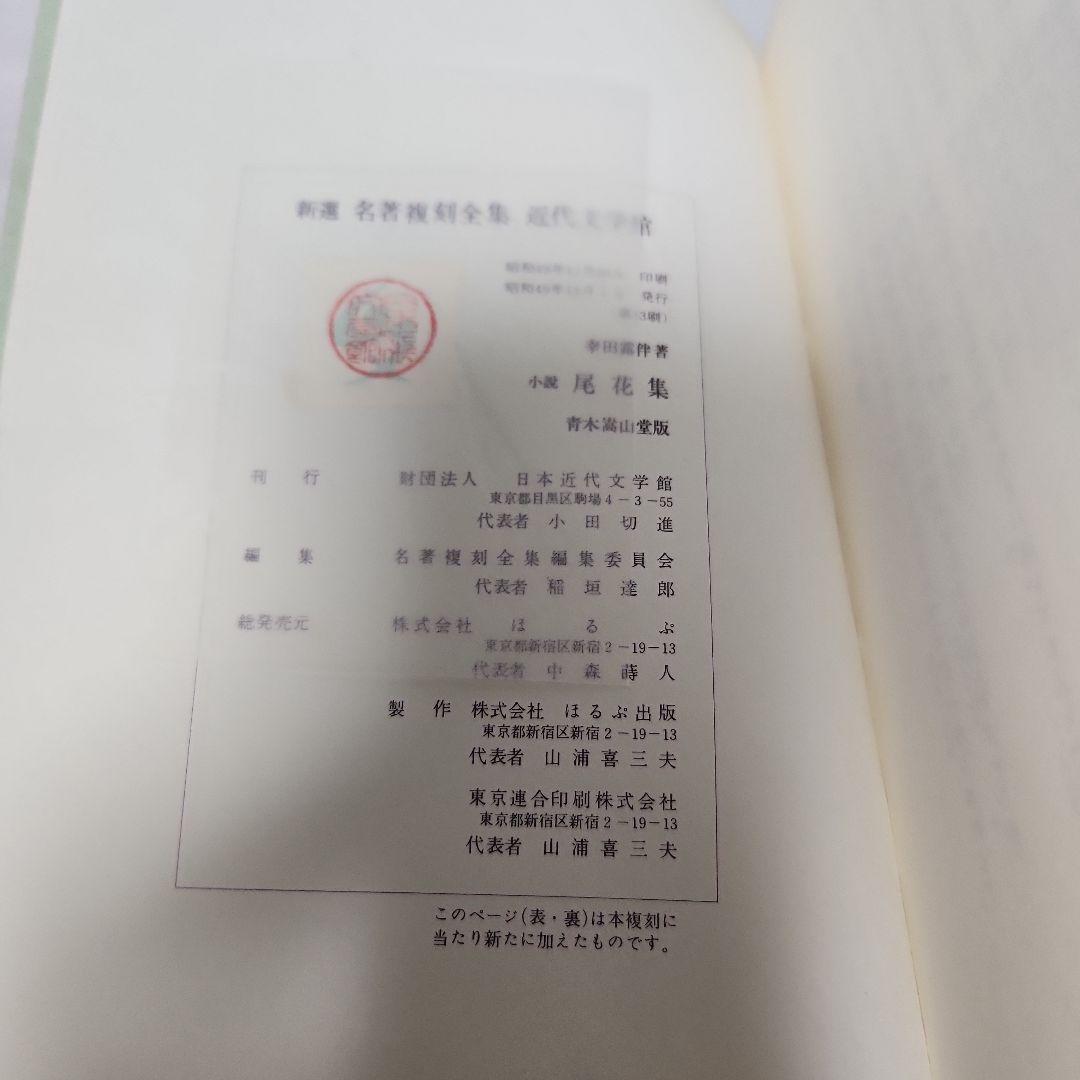 新選 名著複刻全集 近代文学館
昭和 印刷
昭和49年 発行
(3刷)
幸田露伴著
小説 尾花集
青木嵩山堂版
刊行 財団法人 日本近代文学館
東京都目黒区駒場4-3-55
代表者 小田切進
編集 名著複刻全集編集委員会
代表者 稲垣達郎
総発売元 株式会社 ほるぷ
東京都新宿区新宿2-19-13
代表者 中森蒔人
製作 株式会社 ほるぷ出版
東京都新宿区新宿2-19-13
代表者 山浦喜三夫
東京連合印刷株式会社
東京都新宿区新宿2-19-13
代表者 山浦喜三夫
このページ(表・裏)は本複刻に
当たり新たに加えたものです。